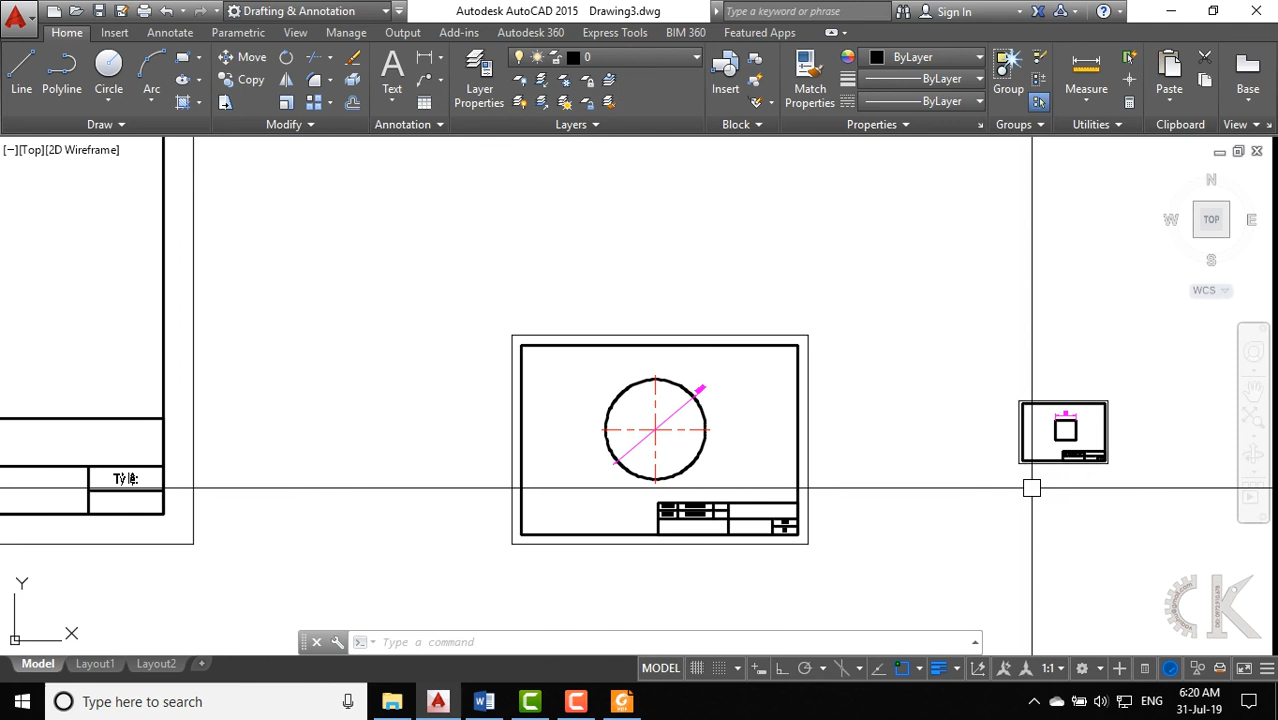 Drafting & Annotation
Autodesk AutoCAD 2015 Drawing3.dwg
Type a keyword or phrase
Sign In
Home Insert Annotate Parametric View Manage Output Add-ins Autodesk 360 Express Tools BIM 360 Featured Apps
Line
Polyline
Circle
Arc
Move
Copy
Text
Layer
Properties
0
Insert
Match
Properties
ByLayer
ByLayer
ByLayer
Group
Measure
Paste
Base
Draw
Modify
Annotation
Layers
Block
Properties
Groups
Utilities
Clipboard
View
[−][Top][2D Wireframe]
N
W
TOP
E
S
WCS
Y
X
Type a command
Model Layout1 Layout2 +
MODEL
1:1
Type here to search
ENG
6:20 AM
31-Jul-19